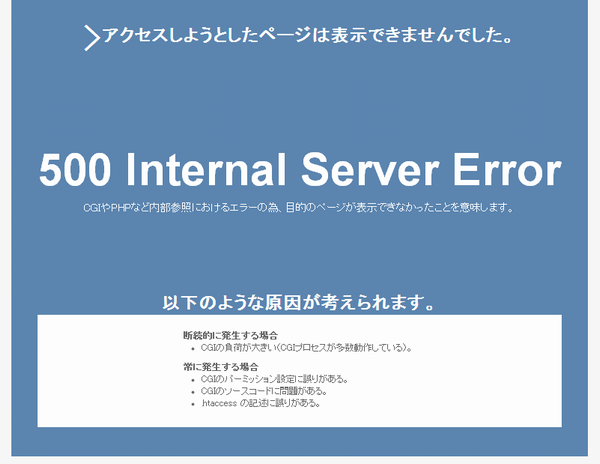 アクセスしようとしたページは表示できませんでした。
500 Internal Server Error
CGIやPHPなど内部参照におけるエラーの為、目的のページが表示できなかったことを意味します。
以下のような原因が考えられます。
断続的に発生する場合
• CGIの負荷が大きい(CGIプロセスが多数動作している)。
常に発生する場合
• CGIのパーミッション設定に誤りがある。
• CGIのソースコードに問題がある。
• .htaccess の記述に誤りがある。